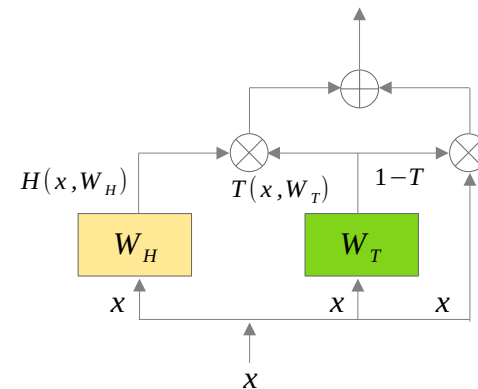 H(x,W_H)
T(x,W_T)
1−T
W_H
W_T
x
x
x
x